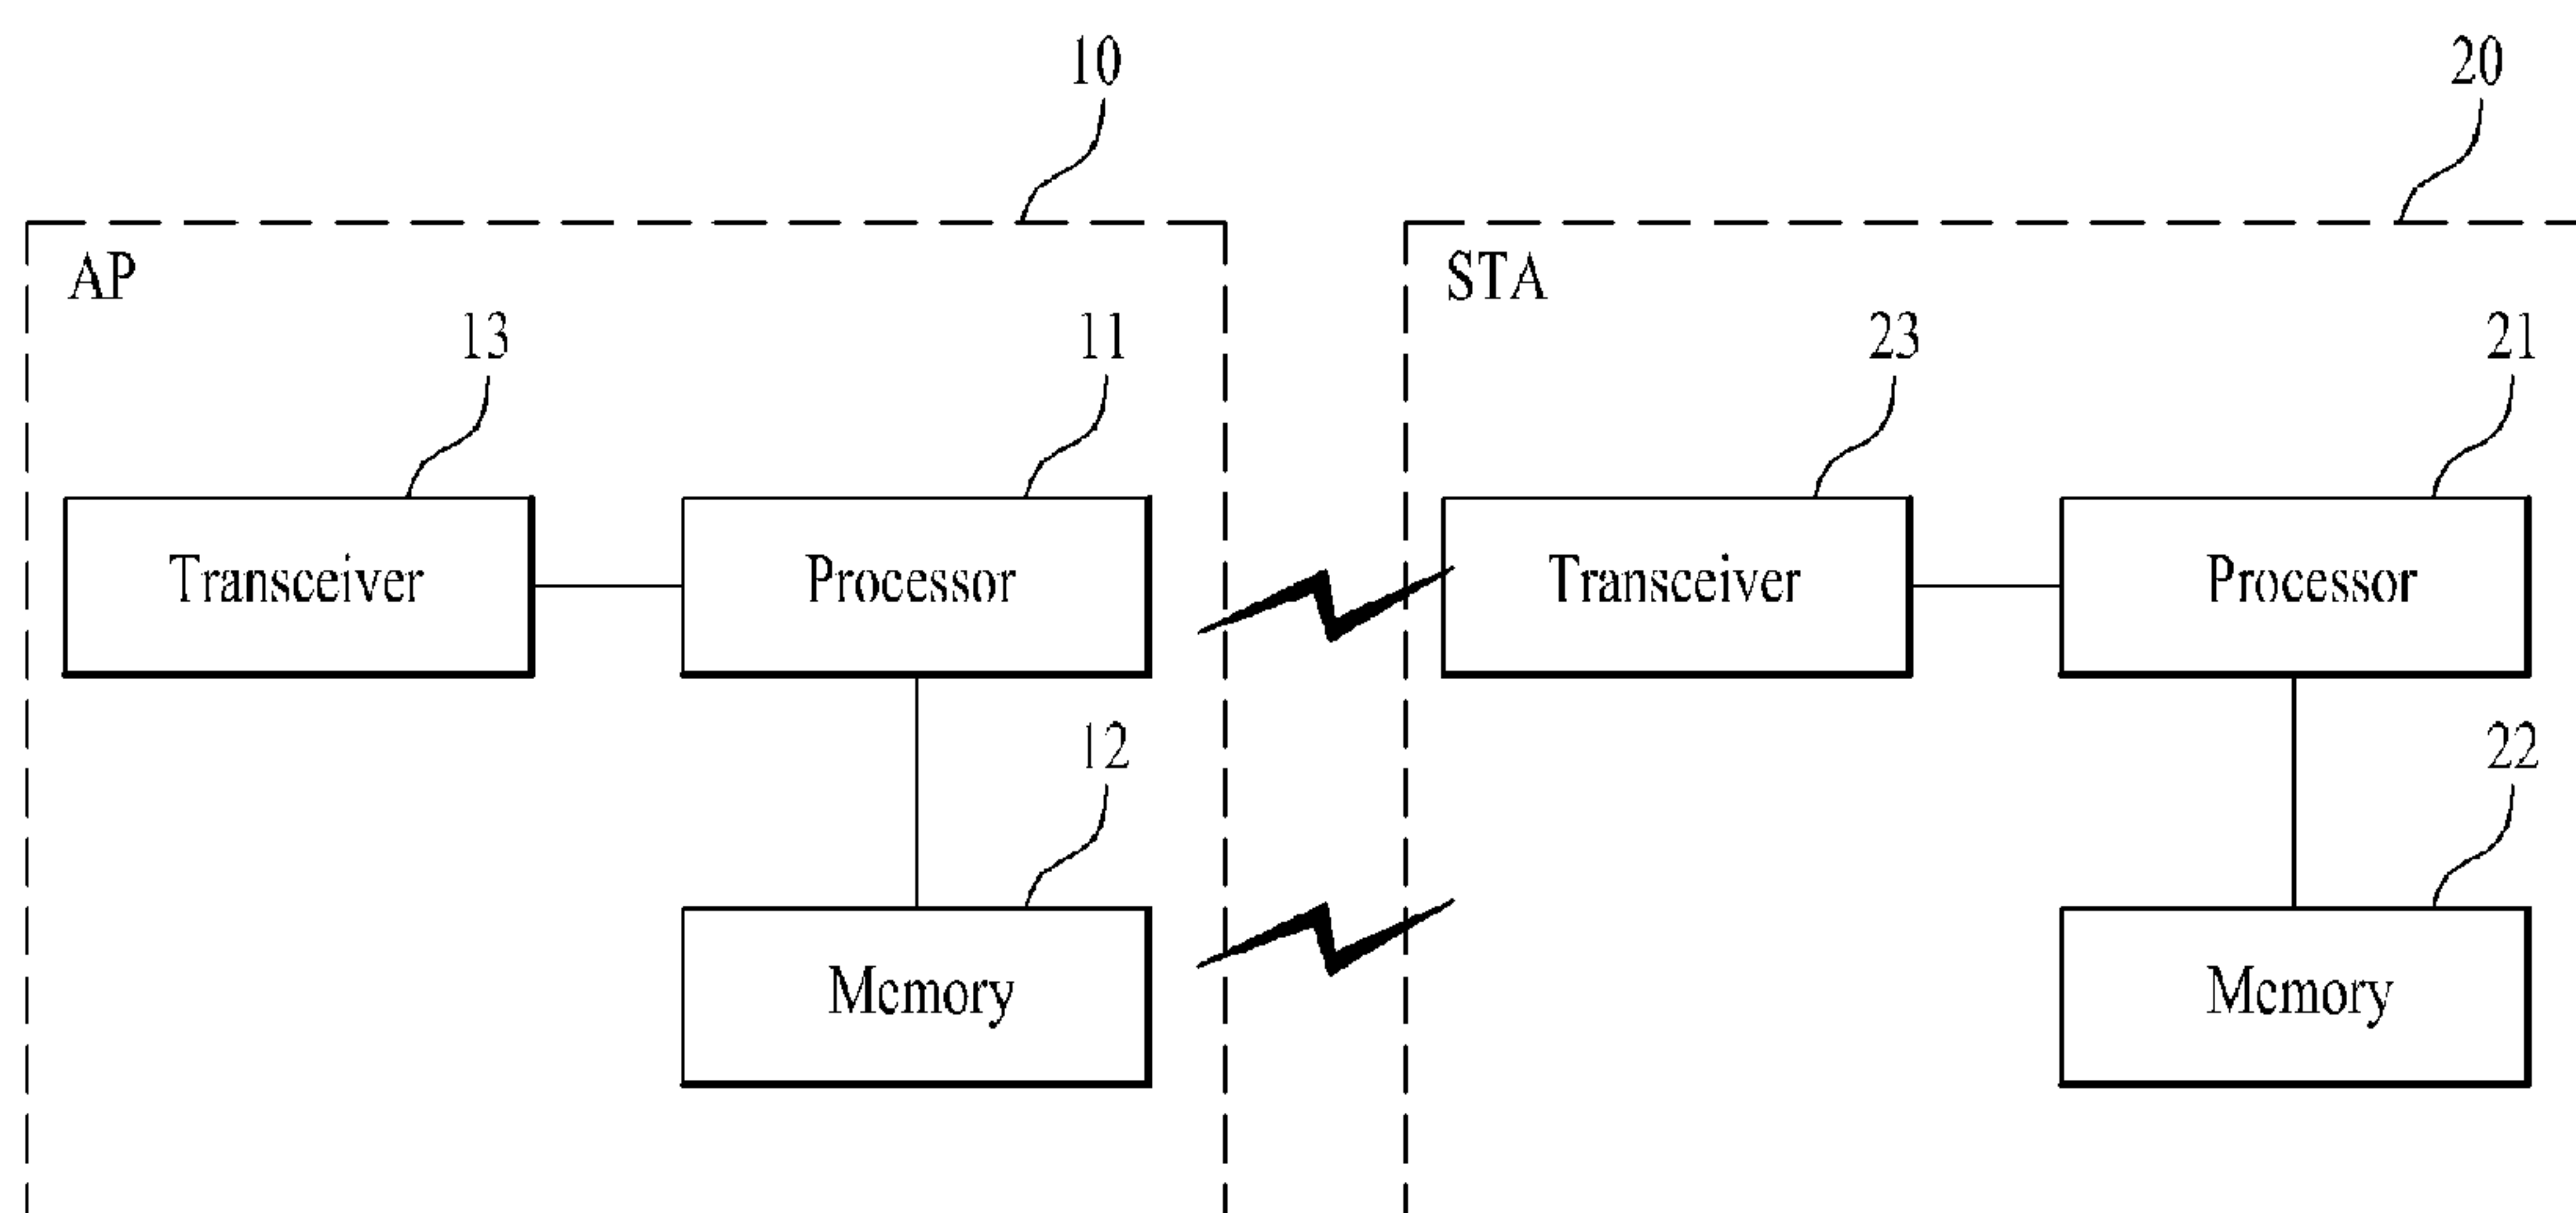 10 20
AP STA
13 11 23 21
Transceiver Processor Transceiver Processor
12 22
Memory Memory